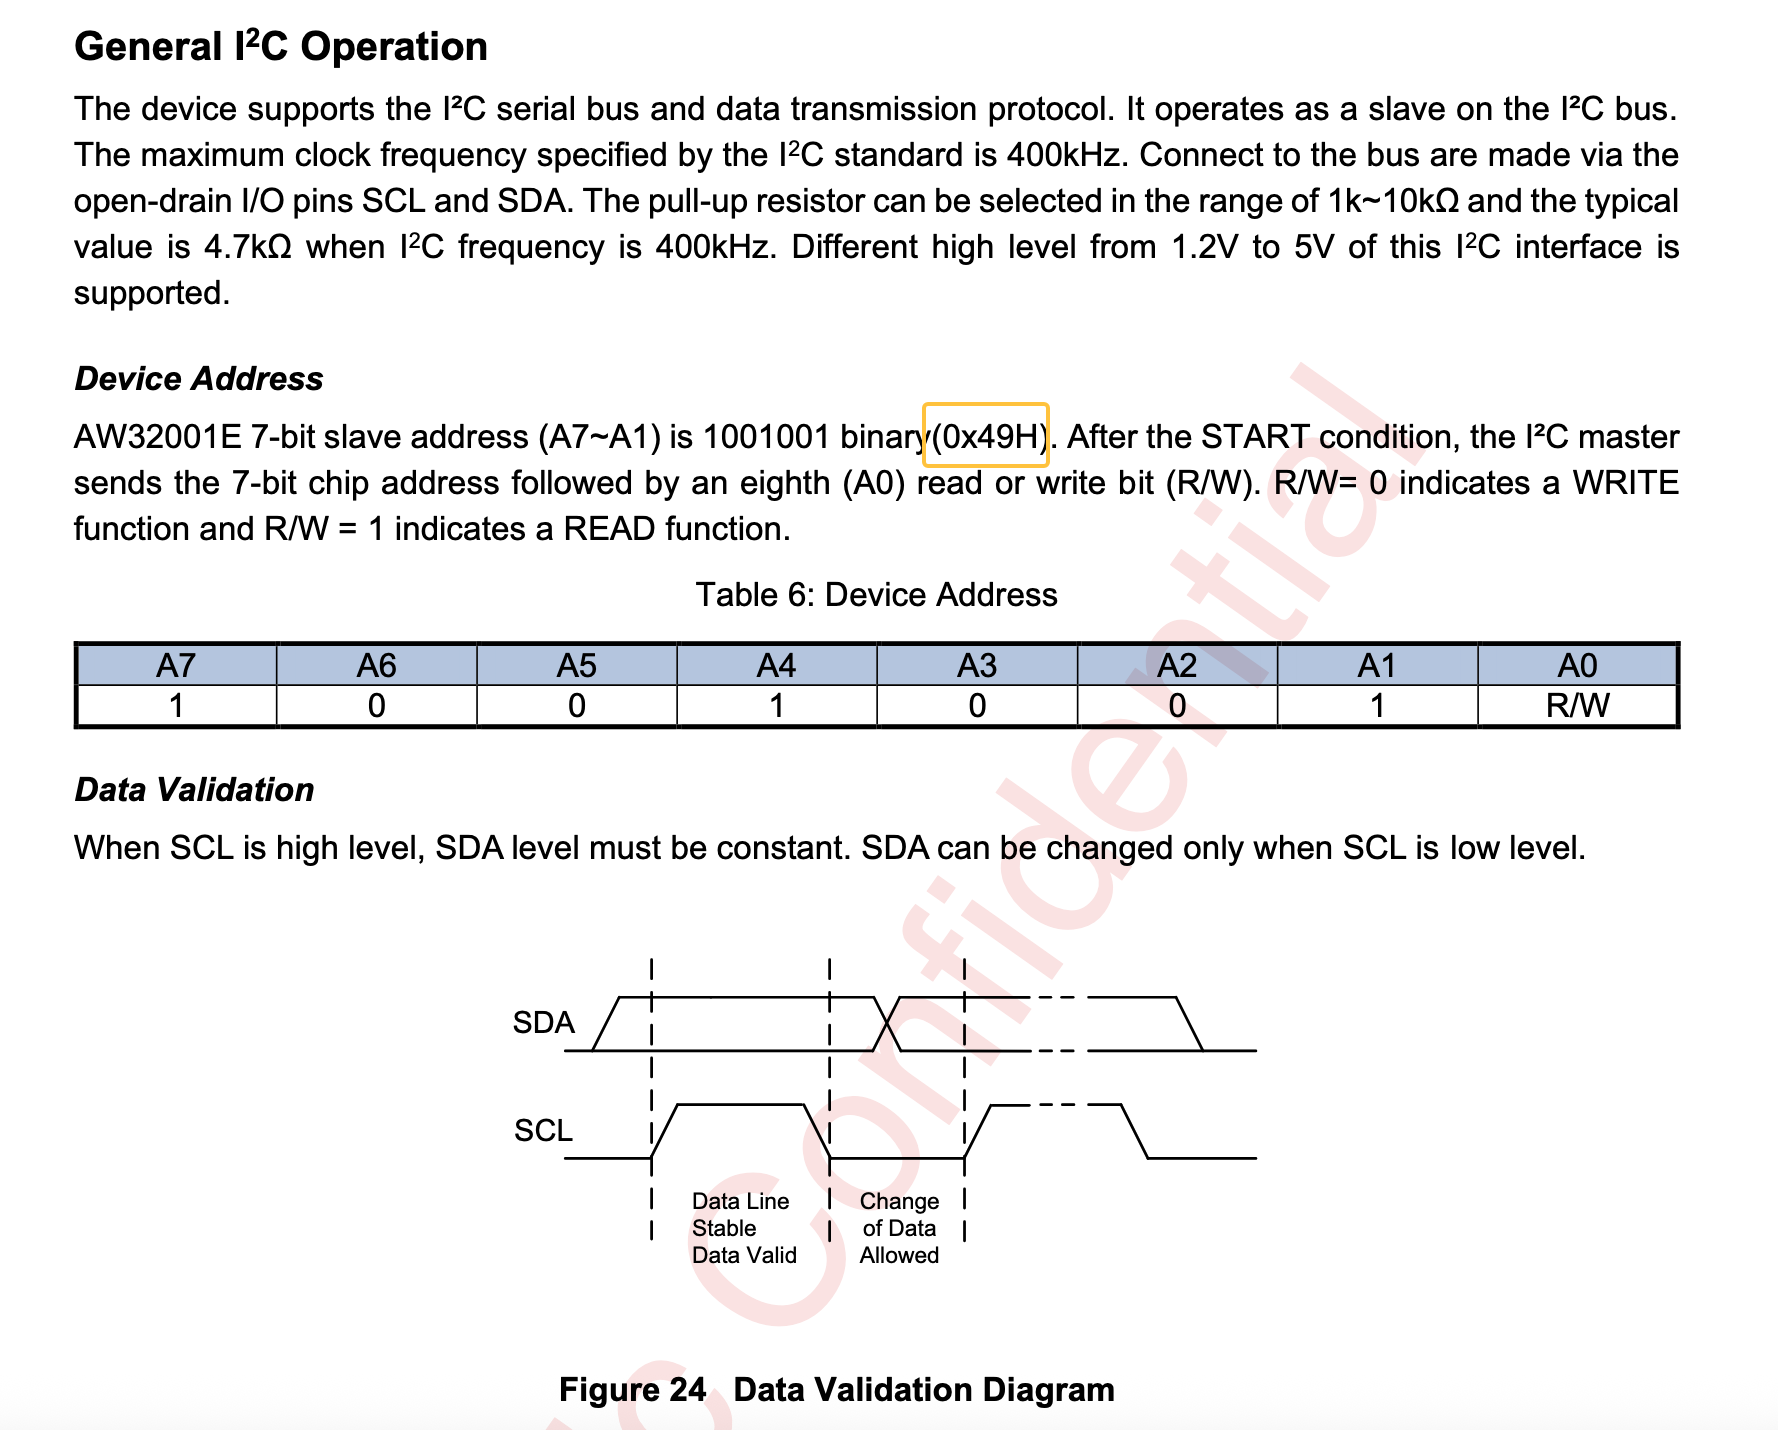 General I²C Operation
The device supports the I²C serial bus and data transmission protocol. It operates as a slave on the I²C bus.
The maximum clock frequency specified by the I²C standard is 400kHz. Connect to the bus are made via the
open-drain I/O pins SCL and SDA. The pull-up resistor can be selected in the range of 1k~10kΩ and the typical
value is 4.7kΩ when I²C frequency is 400kHz. Different high level from 1.2V to 5V of this I²C interface is
supported.
Device Address
AW32001E 7-bit slave address (A7~A1) is 1001001 binary(0x49H). After the START condition, the I²C master
sends the 7-bit chip address followed by an eighth (A0) read or write bit (R/W). R/W= 0 indicates a WRITE
function and R/W = 1 indicates a READ function.
Table 6: Device Address
A7 A6 A5 A4 A3 A2 A1 A0
1 0 0 1 0 0 1 R/W
Data Validation
When SCL is high level, SDA level must be constant. SDA can be changed only when SCL is low level.
SDA
SCL
Data Line
Stable
Data Valid
Change
of Data
Allowed
Figure 24 Data Validation Diagram
Confidential